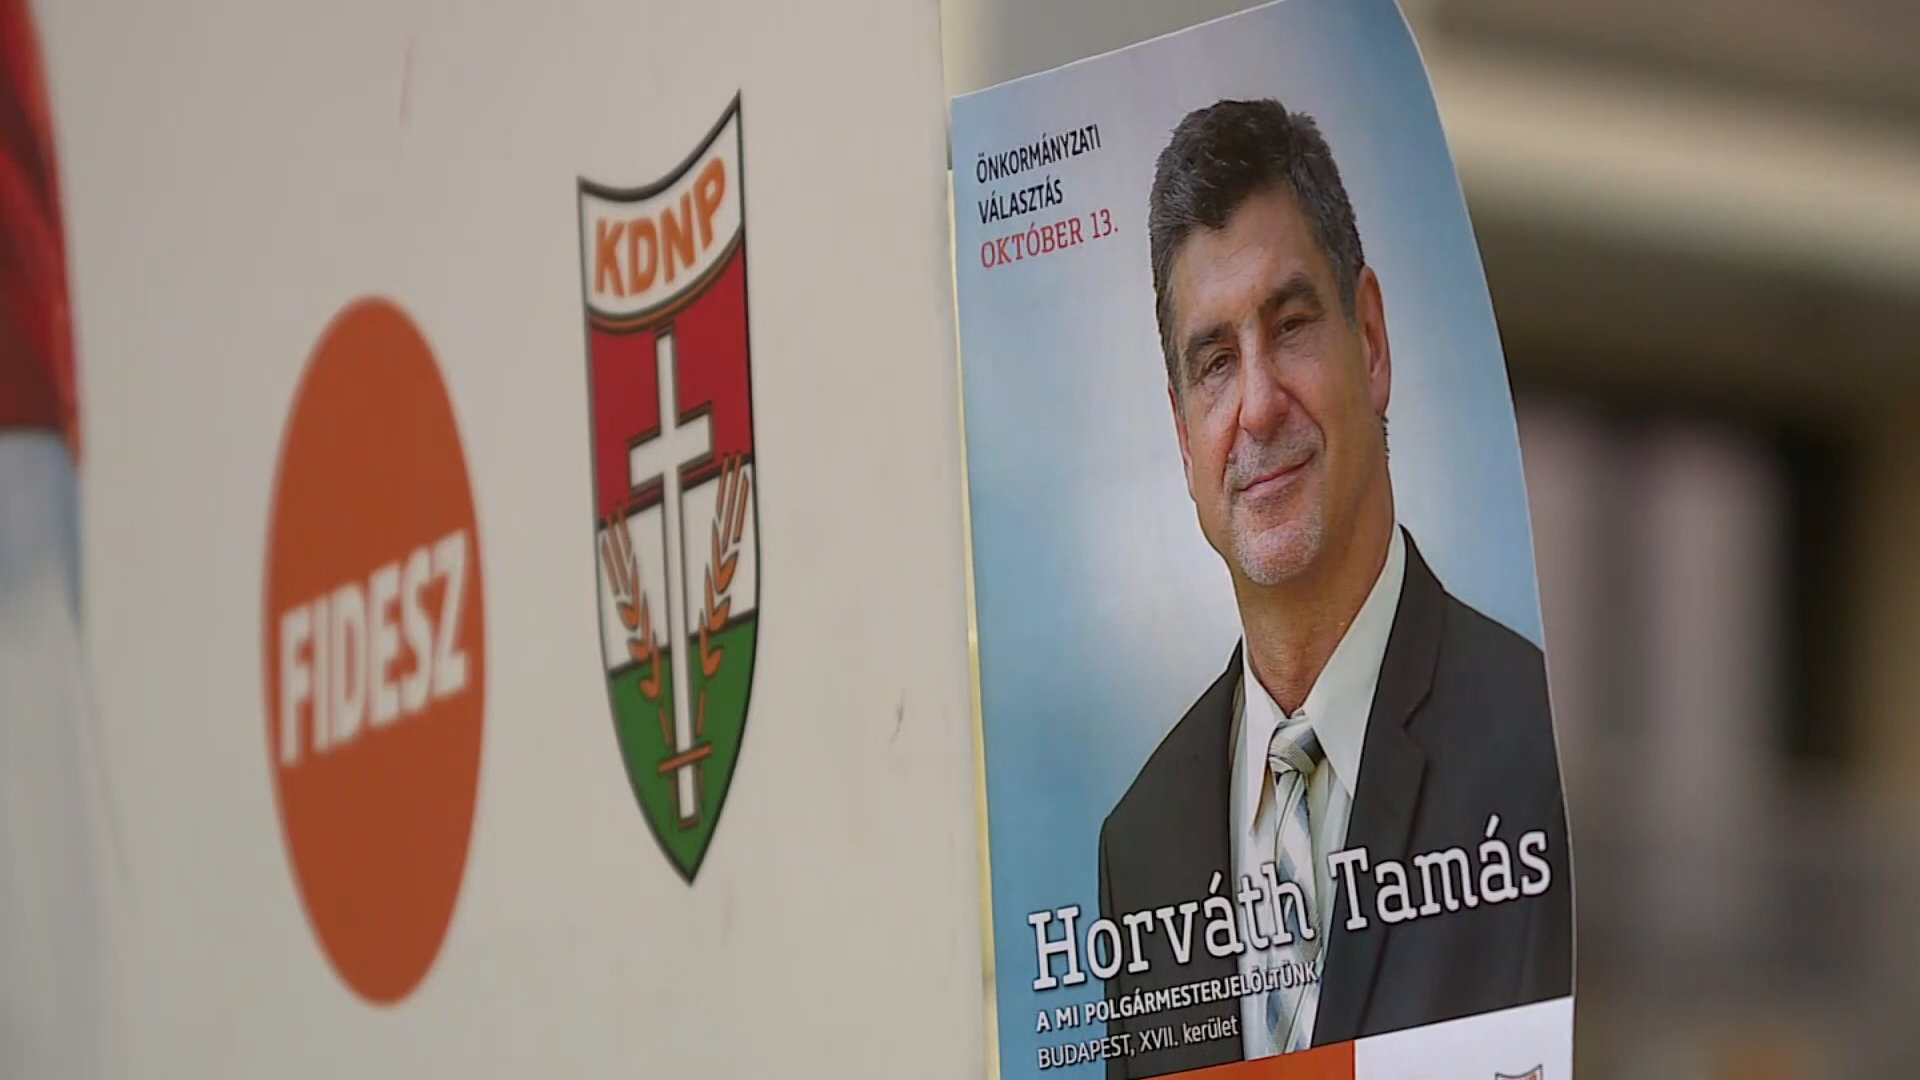 FIDESZ
KDNP
ÖNKORMÁNYZATI
VÁLASZTÁS
OKTÓBER 13.
Horváth Tamás
A MI POLGÁRMESTERJELÖLTÜNK
BUDAPEST, XVII. kerület